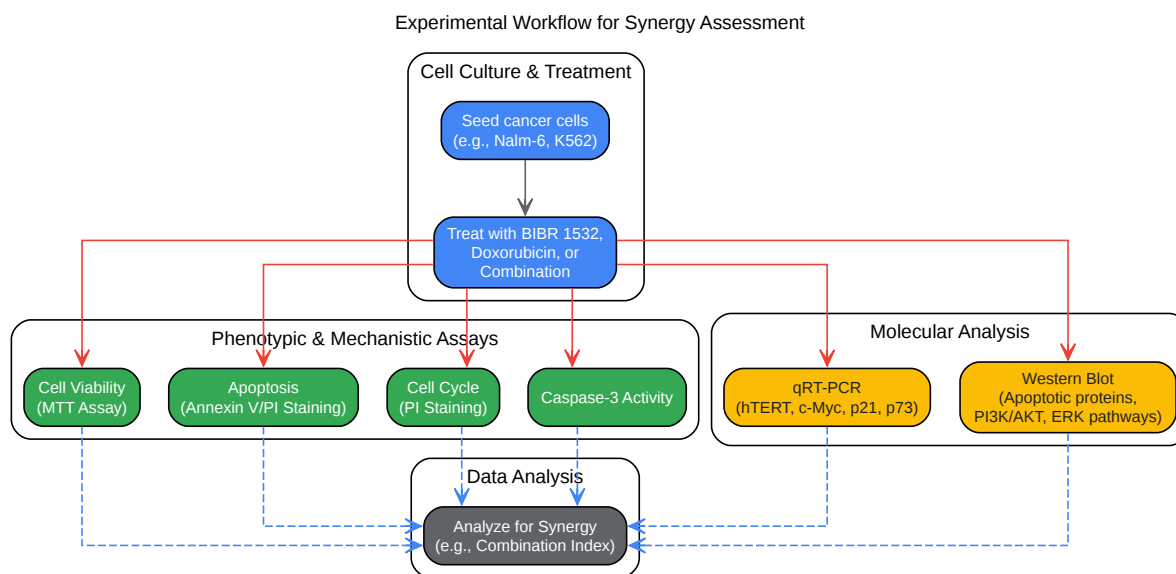 Experimental Workflow for Synergy Assessment
Cell Culture & Treatment
Seed cancer cells
(e.g., Nalm-6, K562)
Treat with BIBR 1532,
Doxorubicin, or
Combination
Phenotypic & Mechanistic Assays
Cell Viability
(MTT Assay)
Apoptosis
(Annexin V/PI Staining)
Cell Cycle
(PI Staining)
Caspase-3 Activity
Molecular Analysis
qRT-PCR
(hTERT, c-Myc, p21, p73)
Western Blot
(Apoptotic proteins,
PI3K/AKT, ERK pathways)
Data Analysis
Analyze for Synergy
(e.g., Combination Index)